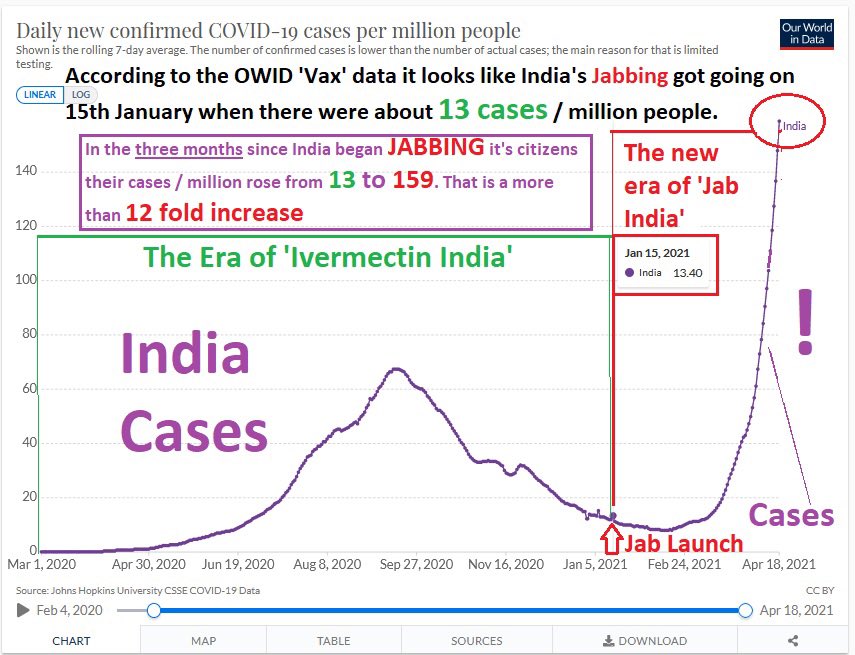 Daily new confirmed COVID-19 cases per million people
Our World
in Data
Shown is the rolling 7-day average. The number of confirmed cases is lower than the number of actual cases; the main reason for that is limited
testing.
According to the OWID 'Vax' data it looks like India's Jabbing got going on
LINEAR LOG
15th January when there were about 13 cases / million people.
India
In the three months since India began JABBING it's citizens
their cases / million rose from 13 to 159. That is a more
than 12 fold increase
The new
era of 'Jab
India'
The Era of 'Ivermectin India'
Jan 15, 2021
India 13.40
India
Cases
!
Cases
Jab Launch
140
120
100
80
60
40
20
0
Mar 1, 2020 Apr 30, 2020 Jun 19, 2020 Aug 8, 2020 Sep 27, 2020 Nov 16, 2020 Jan 5, 2021 Feb 24, 2021 Apr 18, 2021
Source: Johns Hopkins University CSSE COVID-19 Data CC BY
Feb 4, 2020 Apr 18, 2021
CHART MAP TABLE SOURCES DOWNLOAD